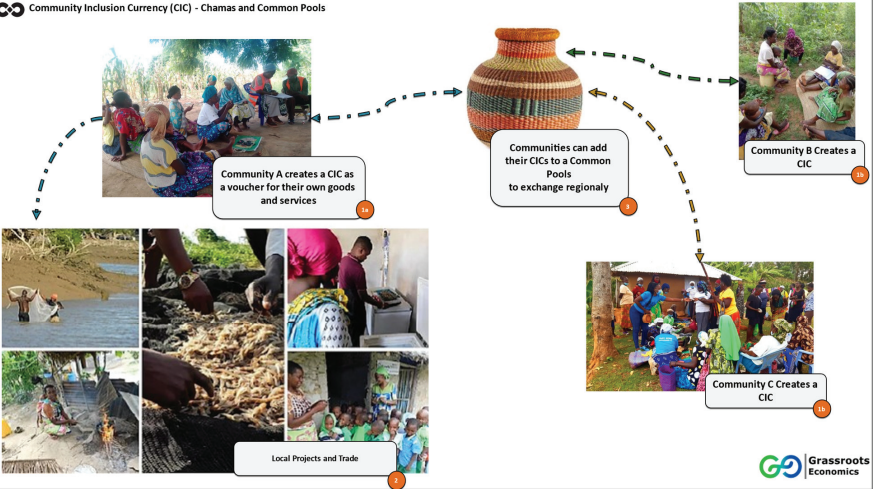 Community Inclusion Currency (CIC) - Chamas and Common Pools
Community A creates a CIC as
a voucher for their own goods
and services
1a
Communities can add
their CICs to a Common
Pools
to exchange regionaly
3
Community B Creates a
CIC
1b
Community C Creates a
CIC
1b
Local Projects and Trade
2
Grassroots
Economics